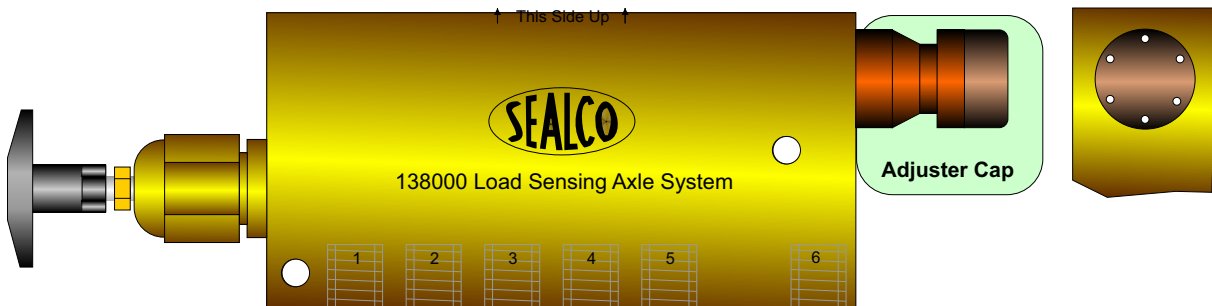 This Side Up
SEALCO
138000 Load Sensing Axle System
Adjuster Cap
1 2 3 4 5 6